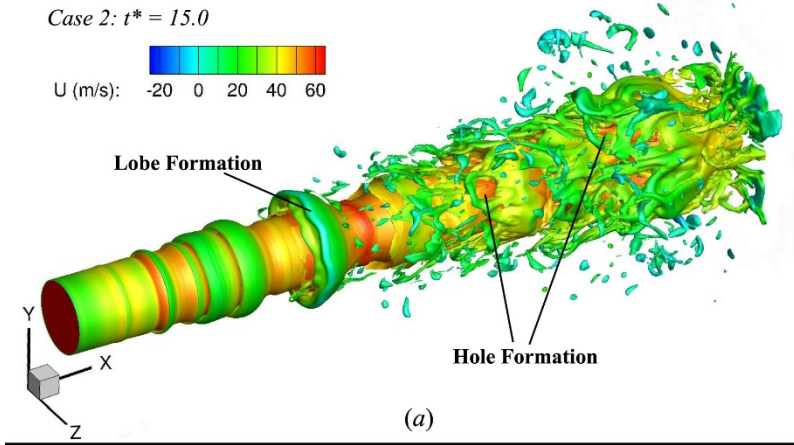 Case 2: t* = 15.0
U (m/s): -20 0 20 40 60
Lobe Formation
Hole Formation
Y
X
Z
(a)